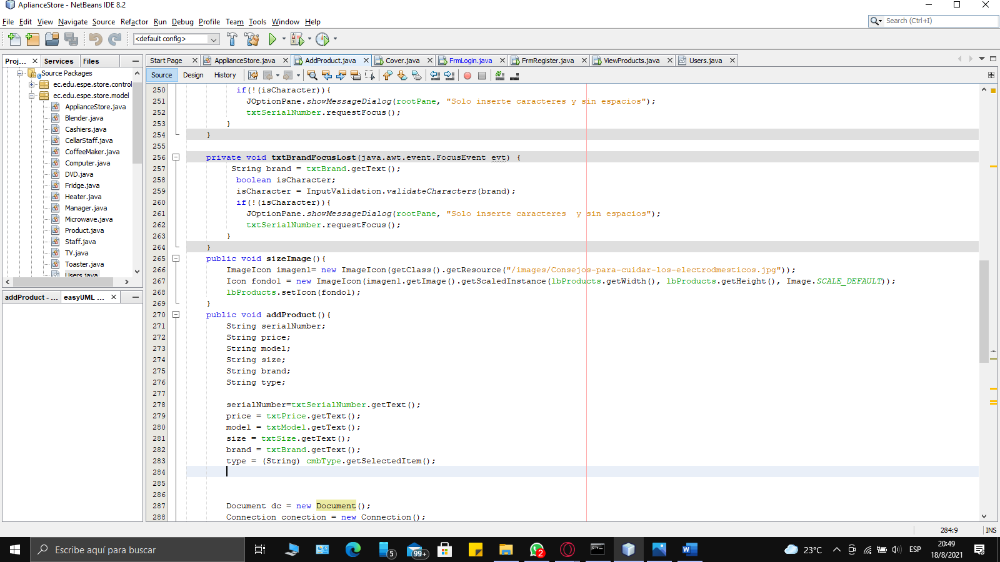 AplianceStore - NetBeans IDE 8.2
File Edit View Navigate Source Refactor Run Debug Profile Team Tools Window Help
Search (Ctrl+I)
<default config>
Proj... Services Files
Start Page ApplianceStore.java AddProduct.java Cover.java FrmLogin.java FrmRegister.java ViewProducts.java Users.java
Source Design History
Source Packages
ec.edu.espe.store.control
ec.edu.espe.store.model
ApplianceStore.java
Blender.java
Cashiers.java
CellarStaff.java
CoffeeMaker.java
Computer.java
DVD.java
Fridge.java
Heater.java
Manager.java
Microwave.java
Product.java
Staff.java
TV.java
Toaster.java
Users.java
addProduct - ... easyUML ...
250 if(!(isCharacter)){
251 JOptionPane.showMessageDialog(rootPane, "Solo inserte caracteres y sin espacios");
252 txtSerialNumber.requestFocus();
253 }
254 }
255
256 private void txtBrandFocusLost(java.awt.event.FocusEvent evt) {
257 String brand = txtBrand.getText();
258 boolean isCharacter;
259 isCharacter = InputValidation.validateCharacters(brand);
260 if(!(isCharacter)){
261 JOptionPane.showMessageDialog(rootPane, "Solo inserte caracteres  y sin espacios");
262 txtSerialNumber.requestFocus();
263 }
264 }
265 public void sizeImage(){
266 ImageIcon imagen1= new ImageIcon(getClass().getResource("/images/Consejos-para-cuidar-los-electrodmesticos.jpg"));
267 Icon fondo1 = new ImageIcon(imagen1.getImage().getScaledInstance(lbProducts.getWidth(), lbProducts.getHeight(), Image.SCALE_DEFAULT));
268 lbProducts.setIcon(fondo1);
269 }
270 public void addProduct(){
271 String serialNumber;
272 String price;
273 String model;
274 String size;
275 String brand;
276 String type;
277
278 serialNumber=txtSerialNumber.getText();
279 price = txtPrice.getText();
280 model = txtModel.getText();
281 size = txtSize.getText();
282 brand = txtBrand.getText();
283 type = (String) cmbType.getSelectedItem();
284
285
286
287 Document dc = new Document();
288 Connection conection = new Connection();
284:9 INS
Escribe aquí para buscar
5
99+
2
23°C
ESP
20:49
18/8/2021